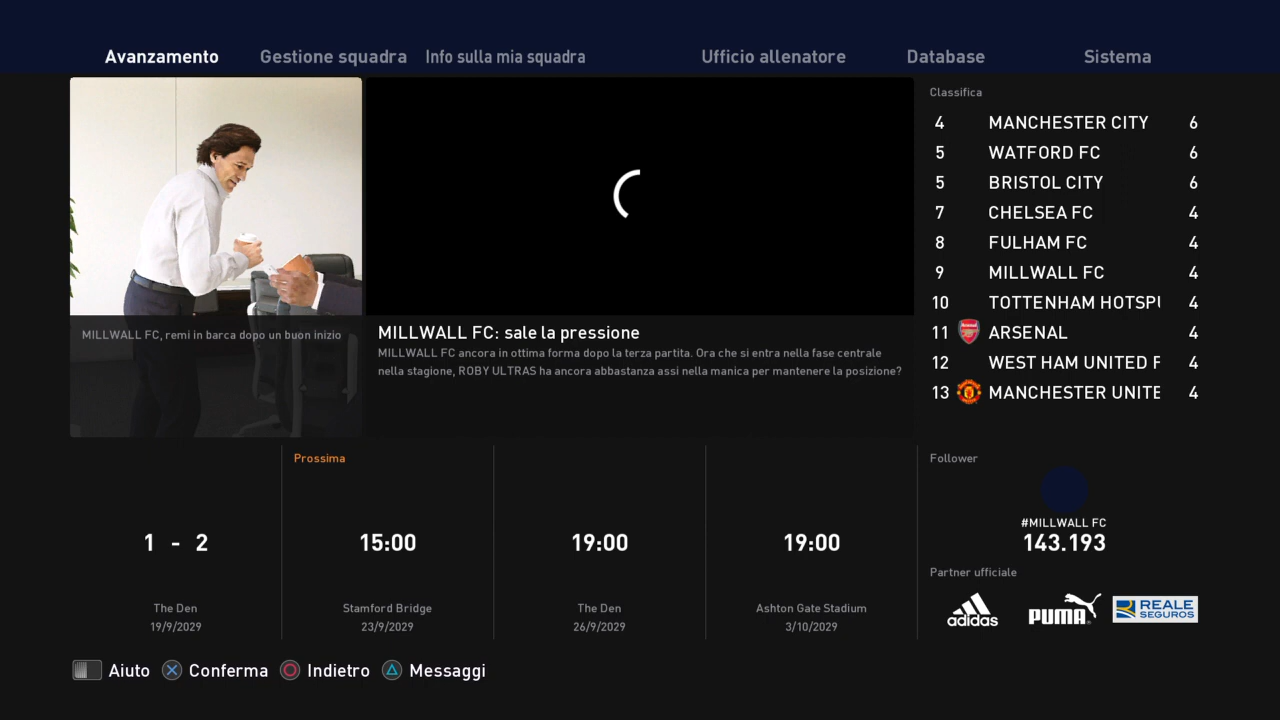 Avanzamento
Gestione squadra
Info sulla mia squadra
Ufficio allenatore
Database
Sistema
MILLWALL FC, remi in barca dopo un buon inizio
MILLWALL FC: sale la pressione
MILLWALL FC ancora in ottima forma dopo la terza partita. Ora che si entra nella fase centrale
nella stagione, ROBY ULTRAS ha ancora abbastanza assi nella manica per mantenere la posizione?
Classifica
4 MANCHESTER CITY 6
5 WATFORD FC 6
5 BRISTOL CITY 6
7 CHELSEA FC 4
8 FULHAM FC 4
9 MILLWALL FC 4
10 TOTTENHAM HOTSPU 4
11 Arsenal ARSENAL 4
12 WEST HAM UNITED F 4
13 MANCHESTER UNITE 4
1 - 2
The Den
19/9/2029
Prossima
15:00
Stamford Bridge
23/9/2029
19:00
The Den
26/9/2029
19:00
Ashton Gate Stadium
3/10/2029
Follower
#MILLWALL FC
143.193
Partner ufficiale
adidas
PUMA
REALE
SEGUROS
Aiuto
Conferma
Indietro
Messaggi